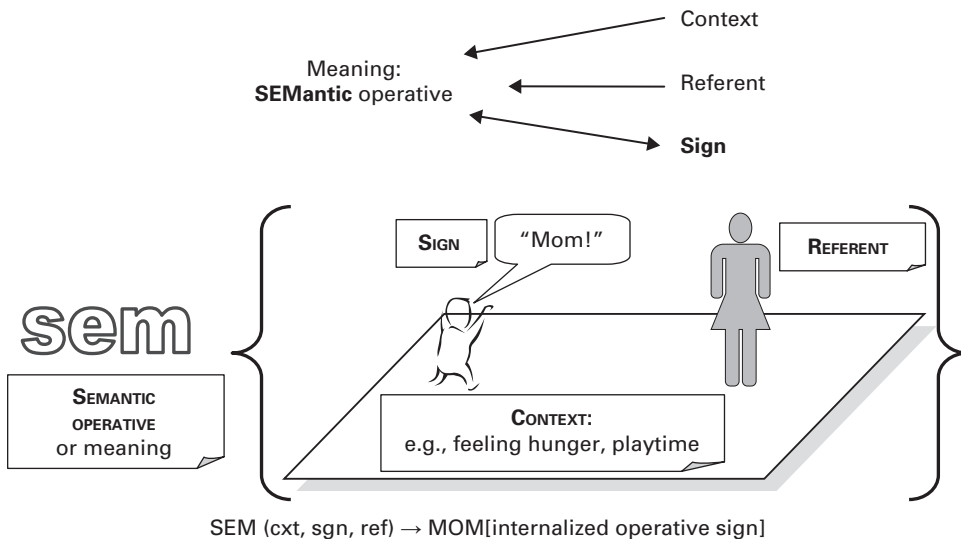 Context
Meaning:
SEMantic operative
Referent
Sign
SIGN
“Mom!”
REFERENT
sem
SEMANTIC
OPERATIVE
or meaning
CONTEXT:
e.g., feeling hunger, playtime
SEM (cxt, sgn, ref) → MOM[internalized operative sign]